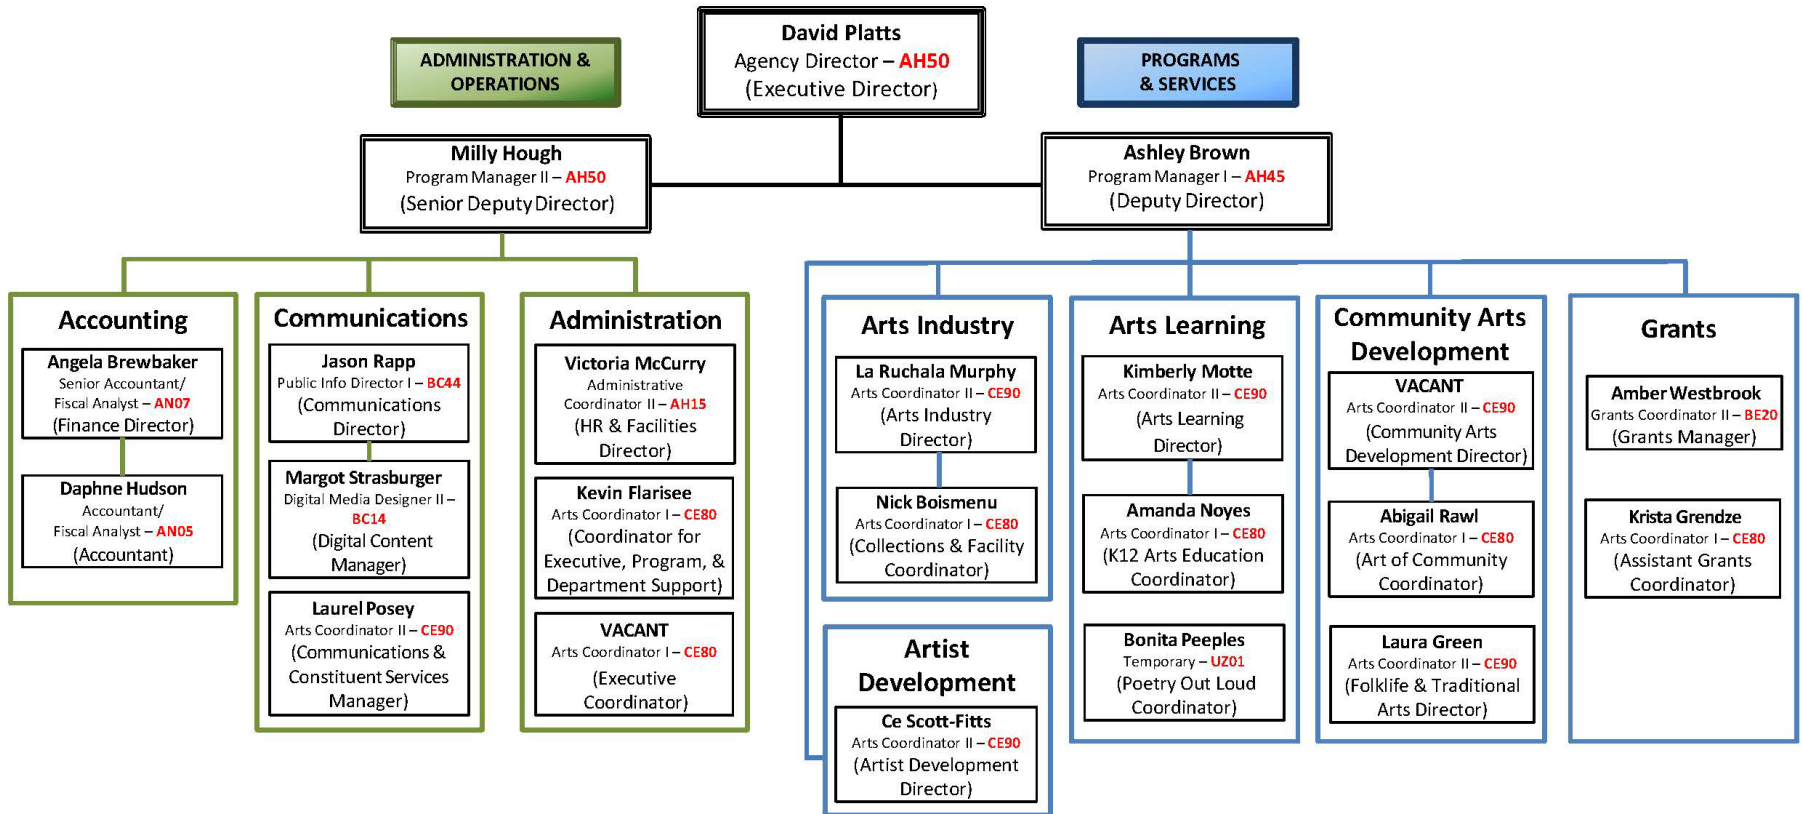 David Platts
Agency Director – AH50
(Executive Director)
ADMINISTRATION &
OPERATIONS
PROGRAMS
& SERVICES
Milly Hough
Program Manager II – AH50
(Senior Deputy Director)
Ashley Brown
Program Manager I – AH45
(Deputy Director)
Accounting
Angela Brewbaker
Senior Accountant/
Fiscal Analyst – AN07
(Finance Director)
Daphne Hudson
Accountant/
Fiscal Analyst – AN05
(Accountant)
Communications
Jason Rapp
Public Info Director I – BC44
(Communications
Director)
Margot Strasburger
Digital Media Designer II –
BC14
(Digital Content
Manager)
Laurel Posey
Arts Coordinator II – CE90
(Communications &
Constituent Services
Manager)
Administration
Victoria McCurry
Administrative
Coordinator II – AH15
(HR & Facilities
Director)
Kevin Flarisee
Arts Coordinator I – CE80
(Coordinator for
Executive, Program, &
Department Support)
VACANT
Arts Coordinator I – CE80
(Executive
Coordinator)
Arts Industry
La Ruchala Murphy
Arts Coordinator II – CE90
(Arts Industry
Director)
Nick Boismenu
Arts Coordinator I – CE80
(Collections & Facility
Coordinator)
Artist
Development
Ce Scott-Fitts
Arts Coordinator II – CE90
(Artist Development
Director)
Arts Learning
Kimberly Motte
Arts Coordinator II – CE90
(Arts Learning
Director)
Amanda Noyes
Arts Coordinator I – CE80
(K12 Arts Education
Coordinator)
Bonita Peeples
Temporary – UZ01
(Poetry Out Loud
Coordinator)
Community Arts
Development
VACANT
Arts Coordinator II – CE90
(Community Arts
Development Director)
Abigail Rawl
Arts Coordinator I – CE80
(Art of Community
Coordinator)
Laura Green
Arts Coordinator II – CE90
(Folklife & Traditional
Arts Director)
Grants
Amber Westbrook
Grants Coordinator II – BE20
(Grants Manager)
Krista Grendze
Arts Coordinator I – CE80
(Assistant Grants
Coordinator)